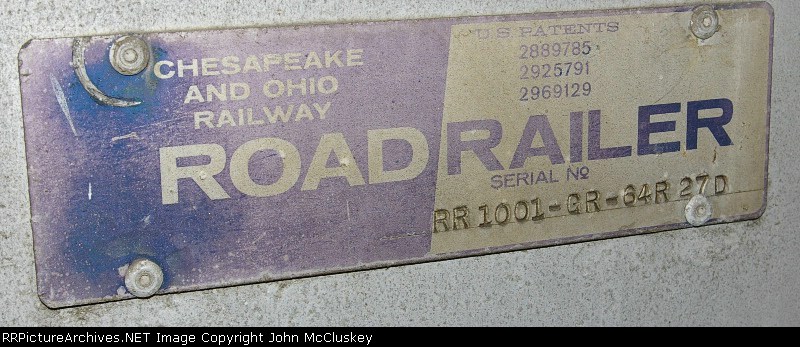 CHESAPEAKE
AND OHIO
RAILWAY
U S PATENTS
2889785
2925791
2969129
ROADRAILER
SERIAL Nº
RR 1001-GR-64R 27D
RRPictureArchives.NET Image Copyright John McCluskey